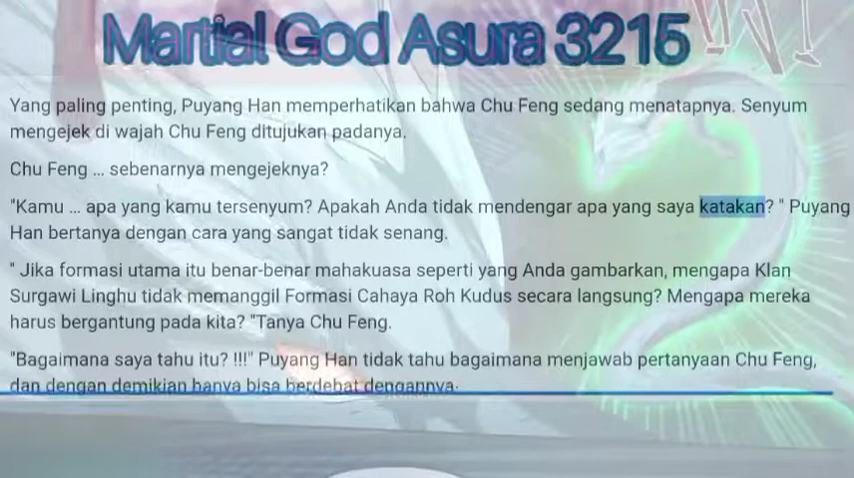 Martial God Asura 3215
Yang paling penting, Puyang Han memperhatikan bahwa Chu Feng sedang menatapnya. Senyum
mengejek di wajah Chu Feng ditujukan padanya.
Chu Feng ... sebenarnya mengejeknya?
"Kamu ... apa yang kamu tersenyum? Apakah Anda tidak mendengar apa yang saya katakan? " Puyang
Han bertanya dengan cara yang sangat tidak senang.
" Jika formasi utama itu benar-benar mahakuasa seperti yang Anda gambarkan, mengapa Klan
Surgawi Linghu tidak memanggil Formasi Cahaya Roh Kudus secara langsung? Mengapa mereka
harus bergantung pada kita? "Tanya Chu Feng.
"Bagaimana saya tahu itu? !!!" Puyang Han tidak tahu bagaimana menjawab pertanyaan Chu Feng,
dan dengan demikian hanya bisa berdebat dengannya.